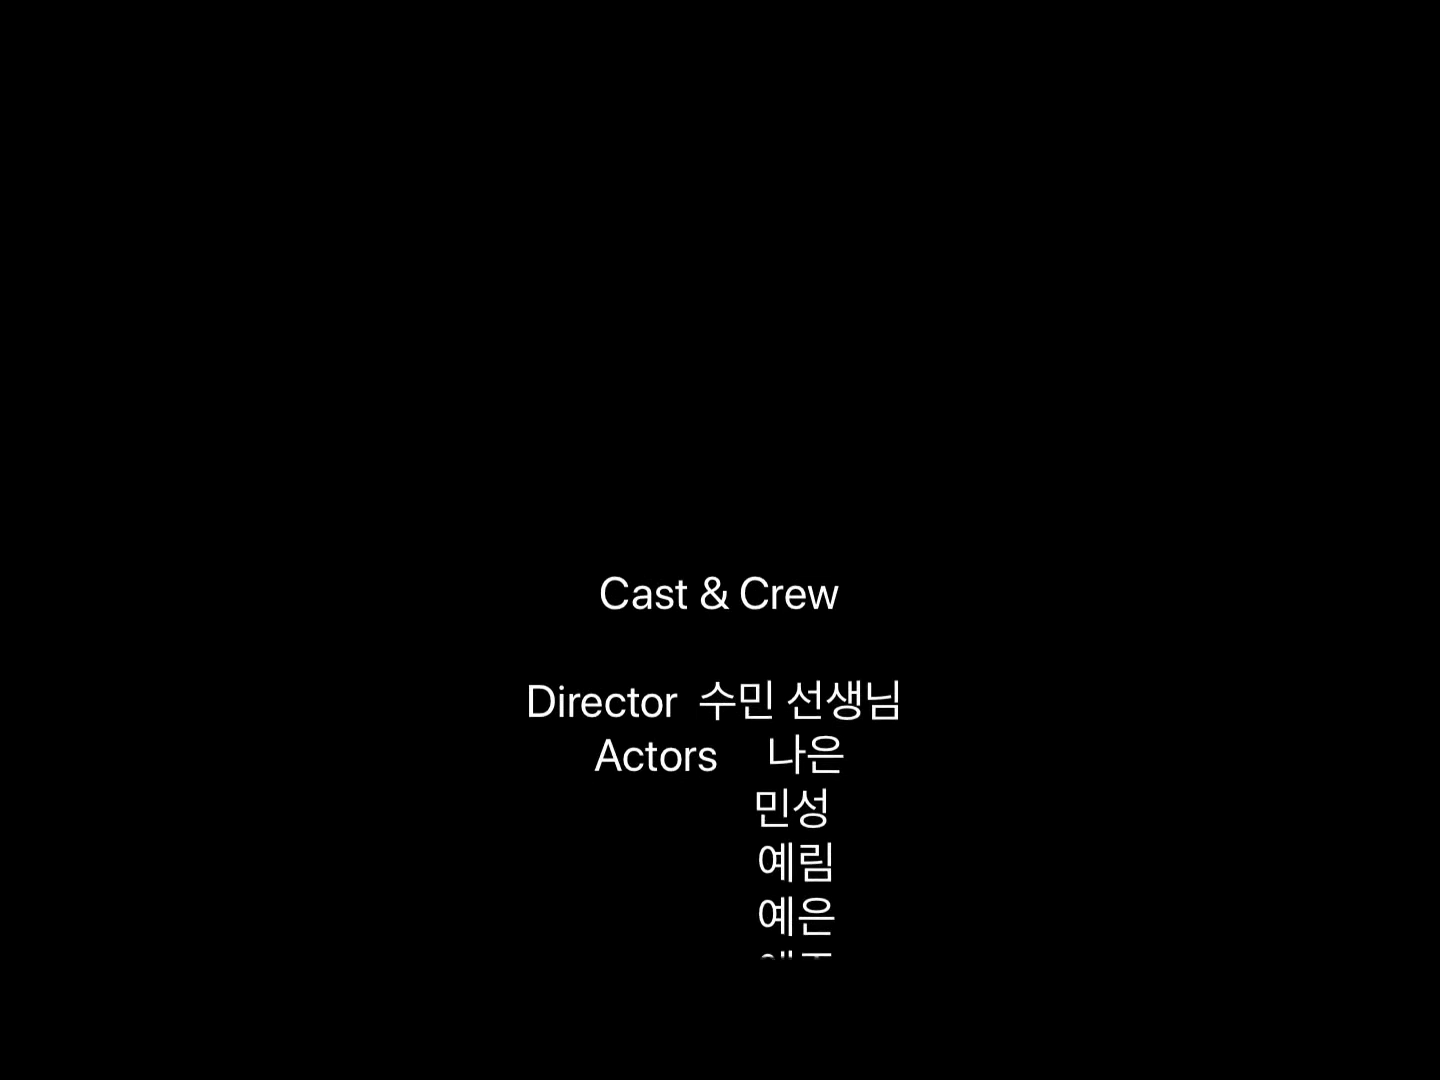 Cast & Crew
Director 수민 선생님
Actors 나은
민성
예림
예은